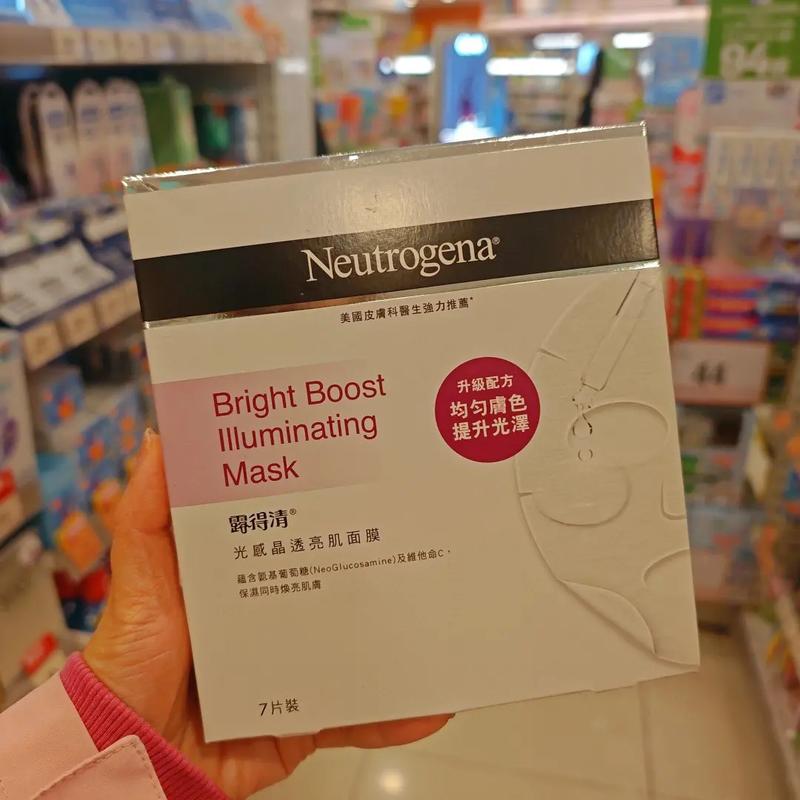 Neutrogena®
美國皮膚科醫生強力推薦*
Bright Boost
Illuminating
Mask
升級配方
均勻膚色
提升光澤
露得清®
光感晶透亮肌面膜
蘊含氨基葡萄糖(NeoGlucosamine)及維他命C，
保濕同時煥亮肌膚
7片裝
44